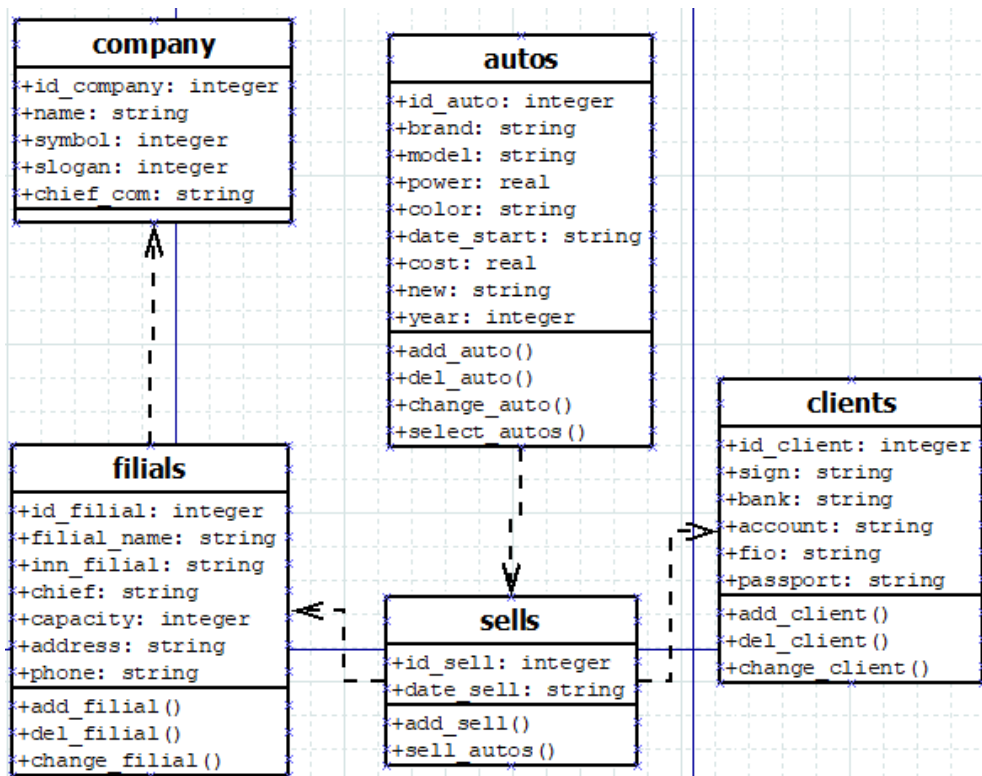 company
+id_company: integer
+name: string
+symbol: integer
+slogan: integer
+chief_com: string
autos
+id_auto: integer
+brand: string
+model: string
+power: real
+color: string
+date_start: string
+cost: real
+new: string
+year: integer
+add_auto()
+del_auto()
+change_auto()
+select_autos()
clients
+id_client: integer
+sign: string
+bank: string
+account: string
+fio: string
+passport: string
+add_client()
+del_client()
+change_client()
filials
+id_filial: integer
+filial_name: string
+inn_filial: string
+chief: string
+capacity: integer
+address: string
+phone: string
+add_filial()
+del_filial()
+change_filial()
sells
+id_sell: integer
+date_sell: string
+add_sell()
+sell_autos()